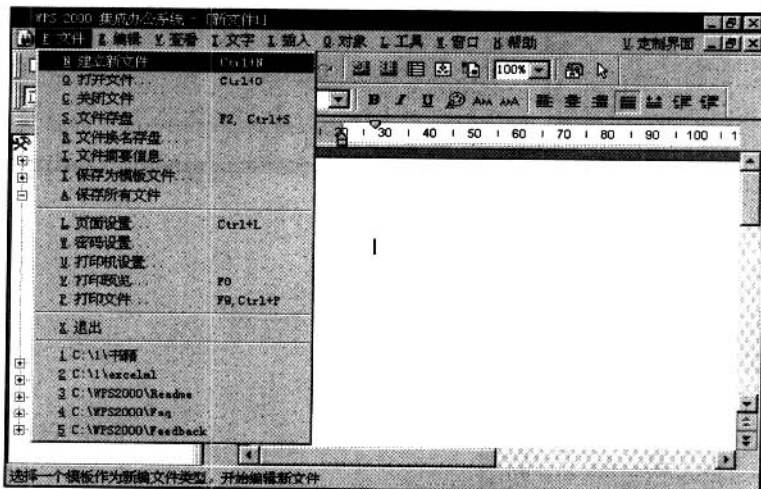 WPS 2000 集成办公系统 - [新文件1]
F 文件 E 编辑 V 查看 T 文字 I 插入 O 对象 L 工具 W 窗口 H 帮助 U 定制界面
N 建立新文件 Ctrl+N
100%
O 打开文件... Ctrl+O
C 关闭文件
S 文件存盘 F2, Ctrl+S
30 40 50 60 70 80 90 100
R 文件换名存盘...
I 文件摘要信息...
T 保存为模板文件...
A 保存所有文件
L 页面设置... Ctrl+L
W 密码设置...
U 打印机设置...
V 打印预览...
P 打印文件... F9,Ctrl+P
X 退出
1 C:\1\书籍
2 C:\1\excelml
3 C:\WPS2000\Readme
4 C:\WPS2000\Faq
5 C:\WPS2000\Feedback
选择一个模板作为新编文件类型，开始编辑新文件